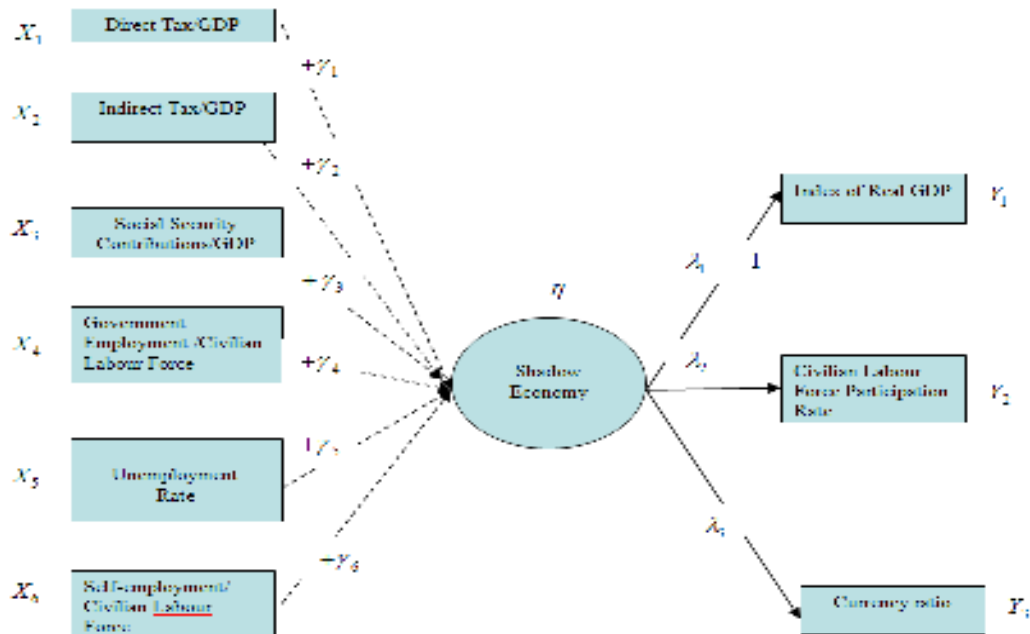 X1
Direct Tax/GDP
+γ1
X2
Indirect Tax/GDP
+γ2
X3
Social Security
Contributions/GDP
+γ3
X4
Government
Employment /Civilian
Labour Force
+γ4
X5
Unemployment
Rate
+γ5
X6
Self-employment/
Civilian Labour
Force
+γ6
η
Shadow
Economy
λ1
1
Index of Real GDP
Y1
λ2
Civilian Labour
Force Participation
Rate
Y2
λ3
Currency ratio
Y3